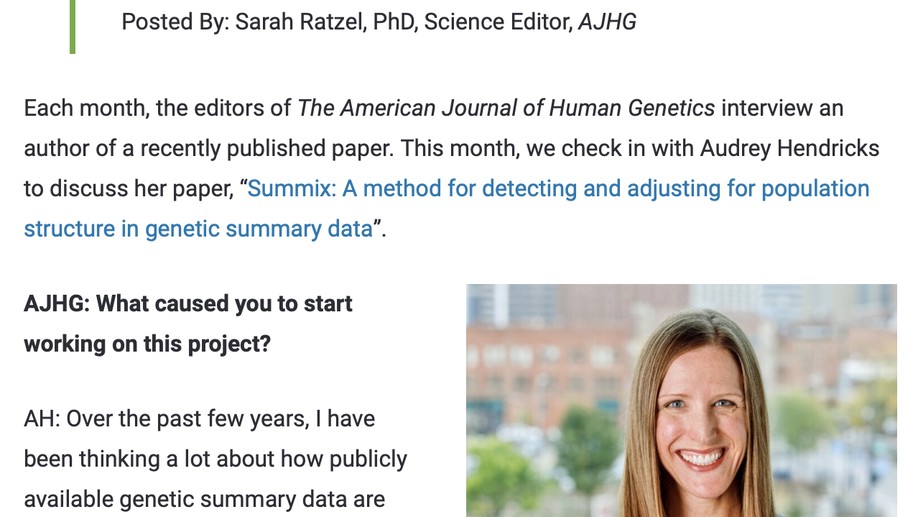 Posted By: Sarah Ratzel, PhD, Science Editor, AJHG
Each month, the editors of The American Journal of Human Genetics interview an
author of a recently published paper. This month, we check in with Audrey Hendricks
to discuss her paper, “Summix: A method for detecting and adjusting for population
structure in genetic summary data”.
AJHG: What caused you to start
working on this project?
AH: Over the past few years, I have
been thinking a lot about how publicly
available genetic summary data are